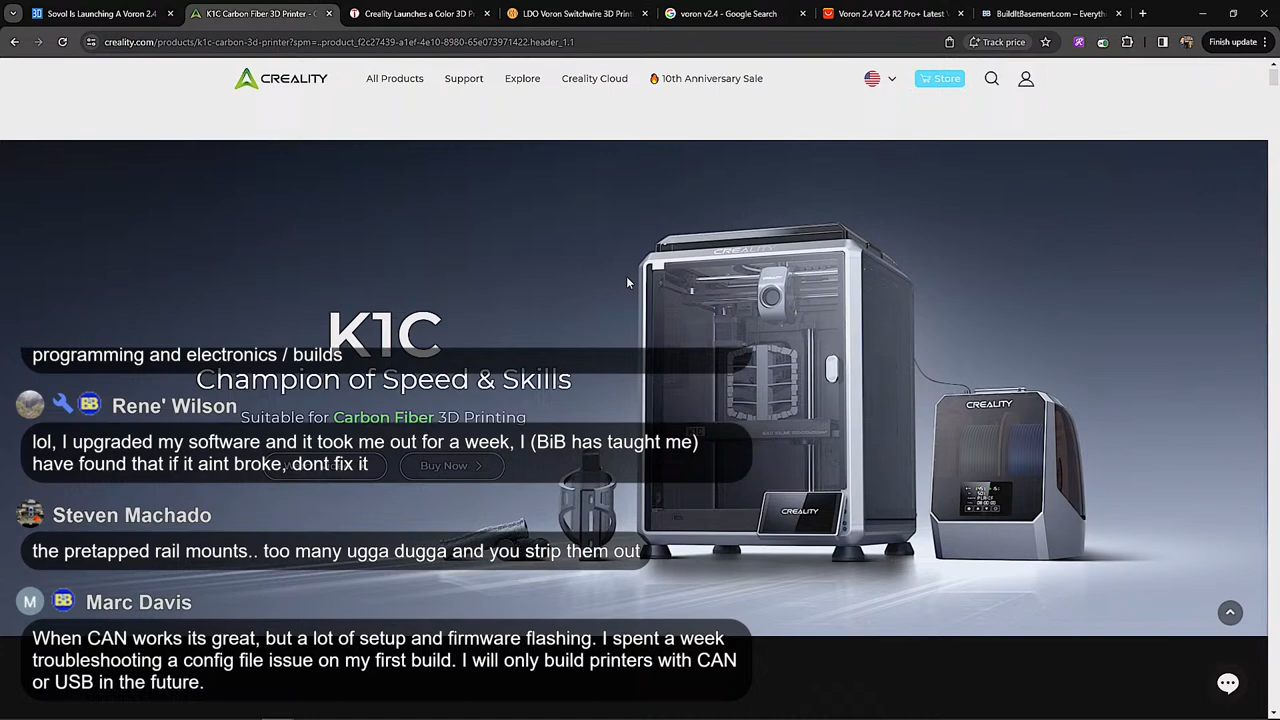 Sovol Is Launching A Voron 2.4
K1C Carbon Fiber 3D Printer - C
Creality Launches a Color 3D P
LDO Voron Switchwire 3D Print
voron v2.4 - Google Search
Voron 2.4 V2.4 R2 Pro+ Latest
BuildItBasement.com – Everyth
creality.com/products/k1c-carbon-3d-printer?spm=..product_f2c27439-a1ef-4e10-8980-65e073971422.header_1.1
Track price
Finish update
CREALITY
All Products
Support
Explore
Creality Cloud
10th Anniversary Sale
Store
CREALITY
K1C
Champion of Speed & Skills
Suitable for Carbon Fiber 3D Printing
Buy Now >
CREALITY
CREALITY
programming and electronics / builds
BB
Rene' Wilson
lol, I upgraded my software and it took me out for a week, I (BiB has taught me)
have found that if it aint broke, dont fix it
Steven Machado
the pretapped rail mounts.. too many ugga dugga and you strip them out
M
BB
Marc Davis
When CAN works its great, but a lot of setup and firmware flashing. I spent a week
troubleshooting a config file issue on my first build. I will only build printers with CAN
or USB in the future.